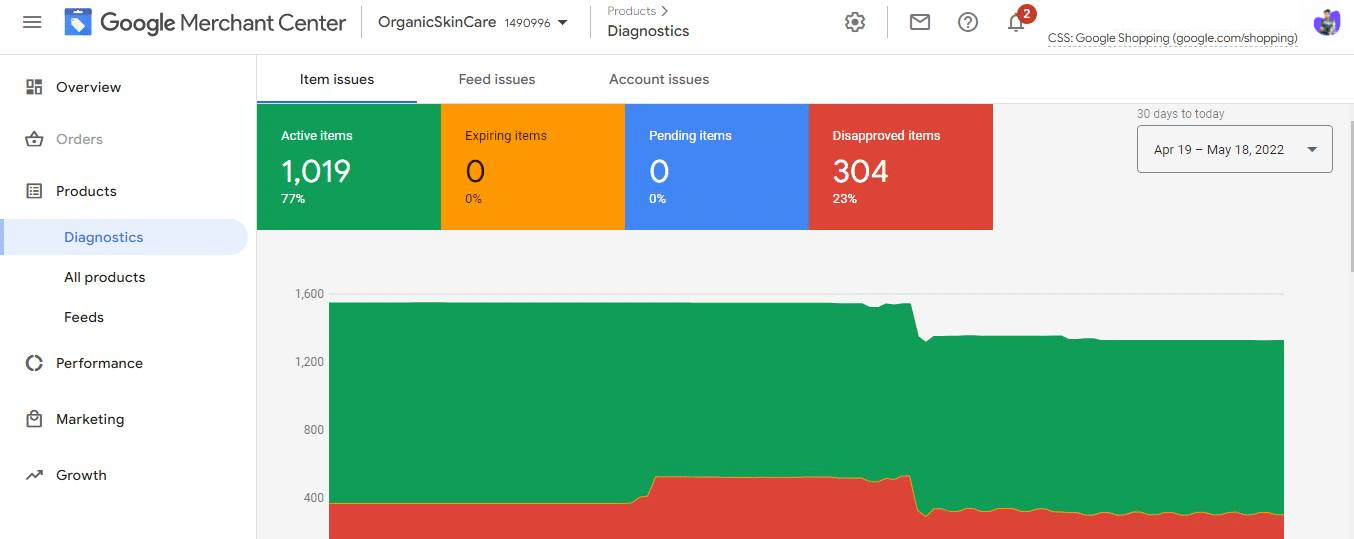 Google Merchant Center
OrganicSkinCare 1490996
Products
Diagnostics
2
CSS: Google Shopping (google.com/shopping)
Overview
Orders
Products
Diagnostics
All products
Feeds
Performance
Marketing
Growth
Item issues
Feed issues
Account issues
Active items
1,019
77%
Expiring items
0
0%
Pending items
0
0%
Disapproved items
304
23%
30 days to today
Apr 19 – May 18, 2022
1,600
1,200
800
400